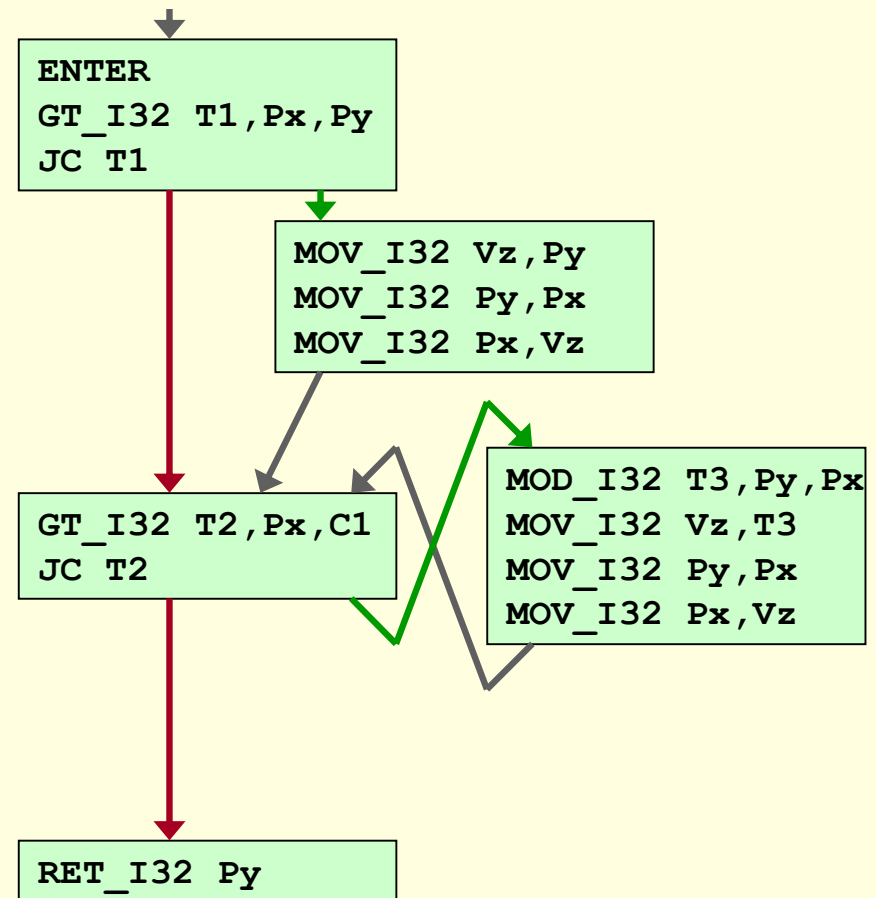 ENTER
GT_I32 T1,Px,Py
JC T1
MOV_I32 Vz,Py
MOV_I32 Py,Px
MOV_I32 Px,Vz
GT_I32 T2,Px,C1
JC T2
MOD_I32 T3,Py,Px
MOV_I32 Vz,T3
MOV_I32 Py,Px
MOV_I32 Px,Vz
RET_I32 Py